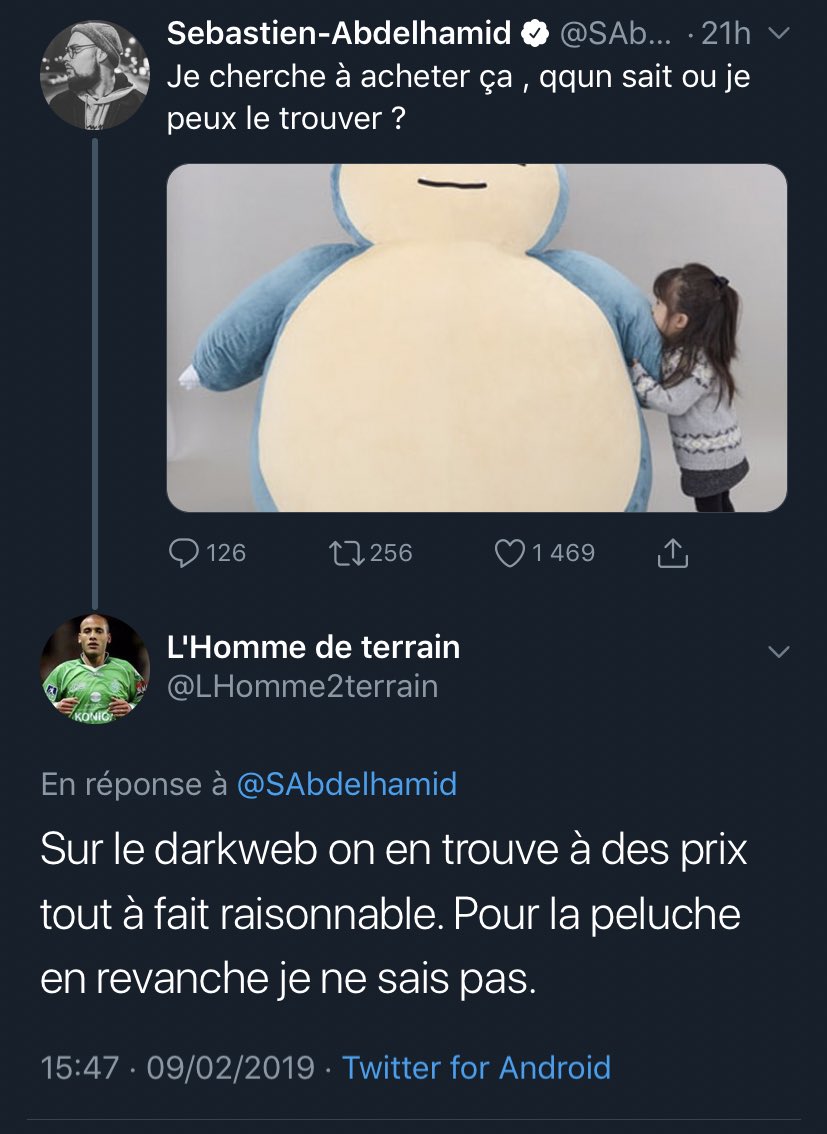 Sebastien-Abdelhamid @SAb... · 21h
Je cherche à acheter ça , qqun sait ou je
peux le trouver ?
126 256 1 469
L'Homme de terrain
@LHomme2terrain
KONIG
En réponse à @SAbdelhamid
Sur le darkweb on en trouve à des prix
tout à fait raisonnable. Pour la peluche
en revanche je ne sais pas.
15:47 · 09/02/2019 · Twitter for Android